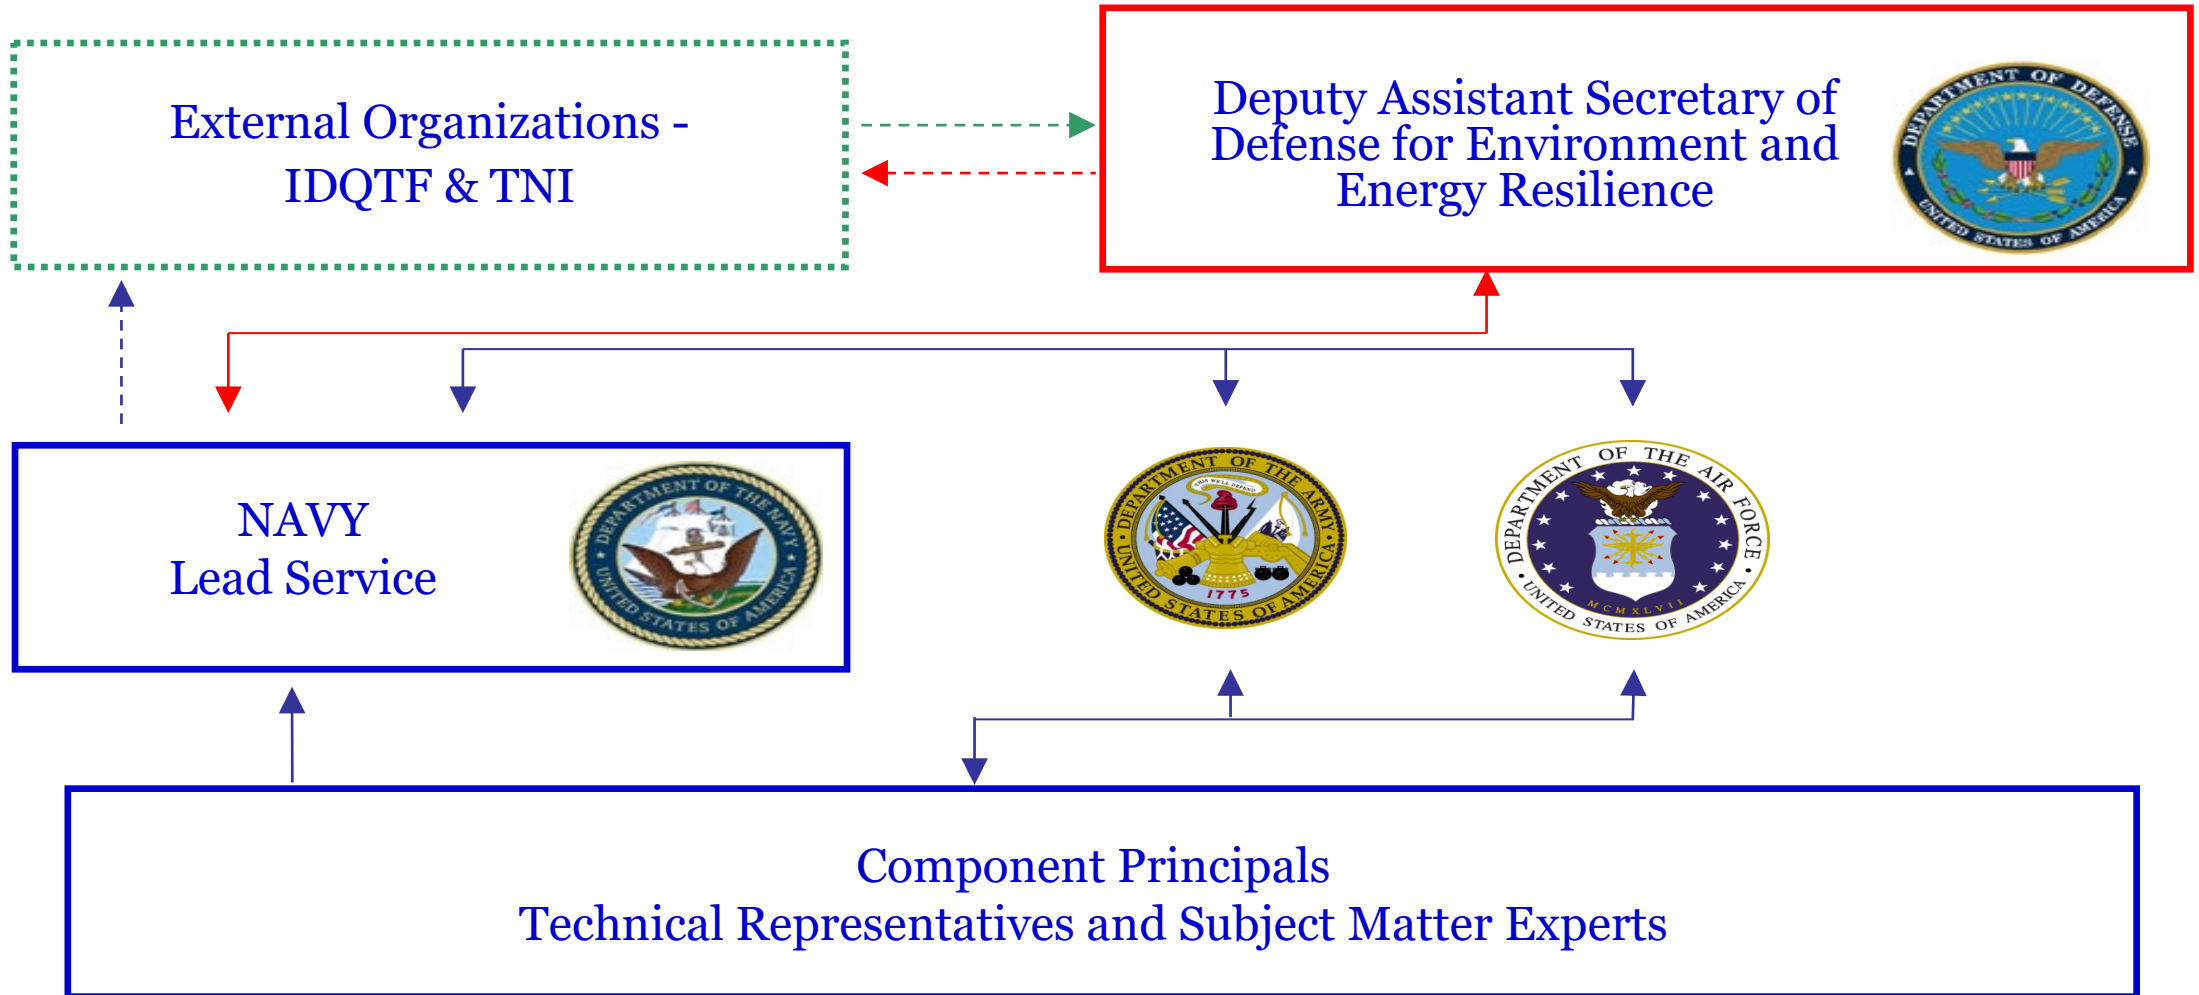 External Organizations -
IDQTF & TNI
Deputy Assistant Secretary of
Defense for Environment and
Energy Resilience
DEPARTMENT OF DEFENSE
UNITED STATES OF AMERICA
NAVY
Lead Service
DEPARTMENT OF THE NAVY
UNITED STATES OF AMERICA
DEPARTMENT OF THE ARMY
THIS WE'LL DEFEND
1775
UNITED STATES OF AMERICA
DEPARTMENT OF THE AIR FORCE
MCMXLVII
UNITED STATES OF AMERICA
Component Principals
Technical Representatives and Subject Matter Experts